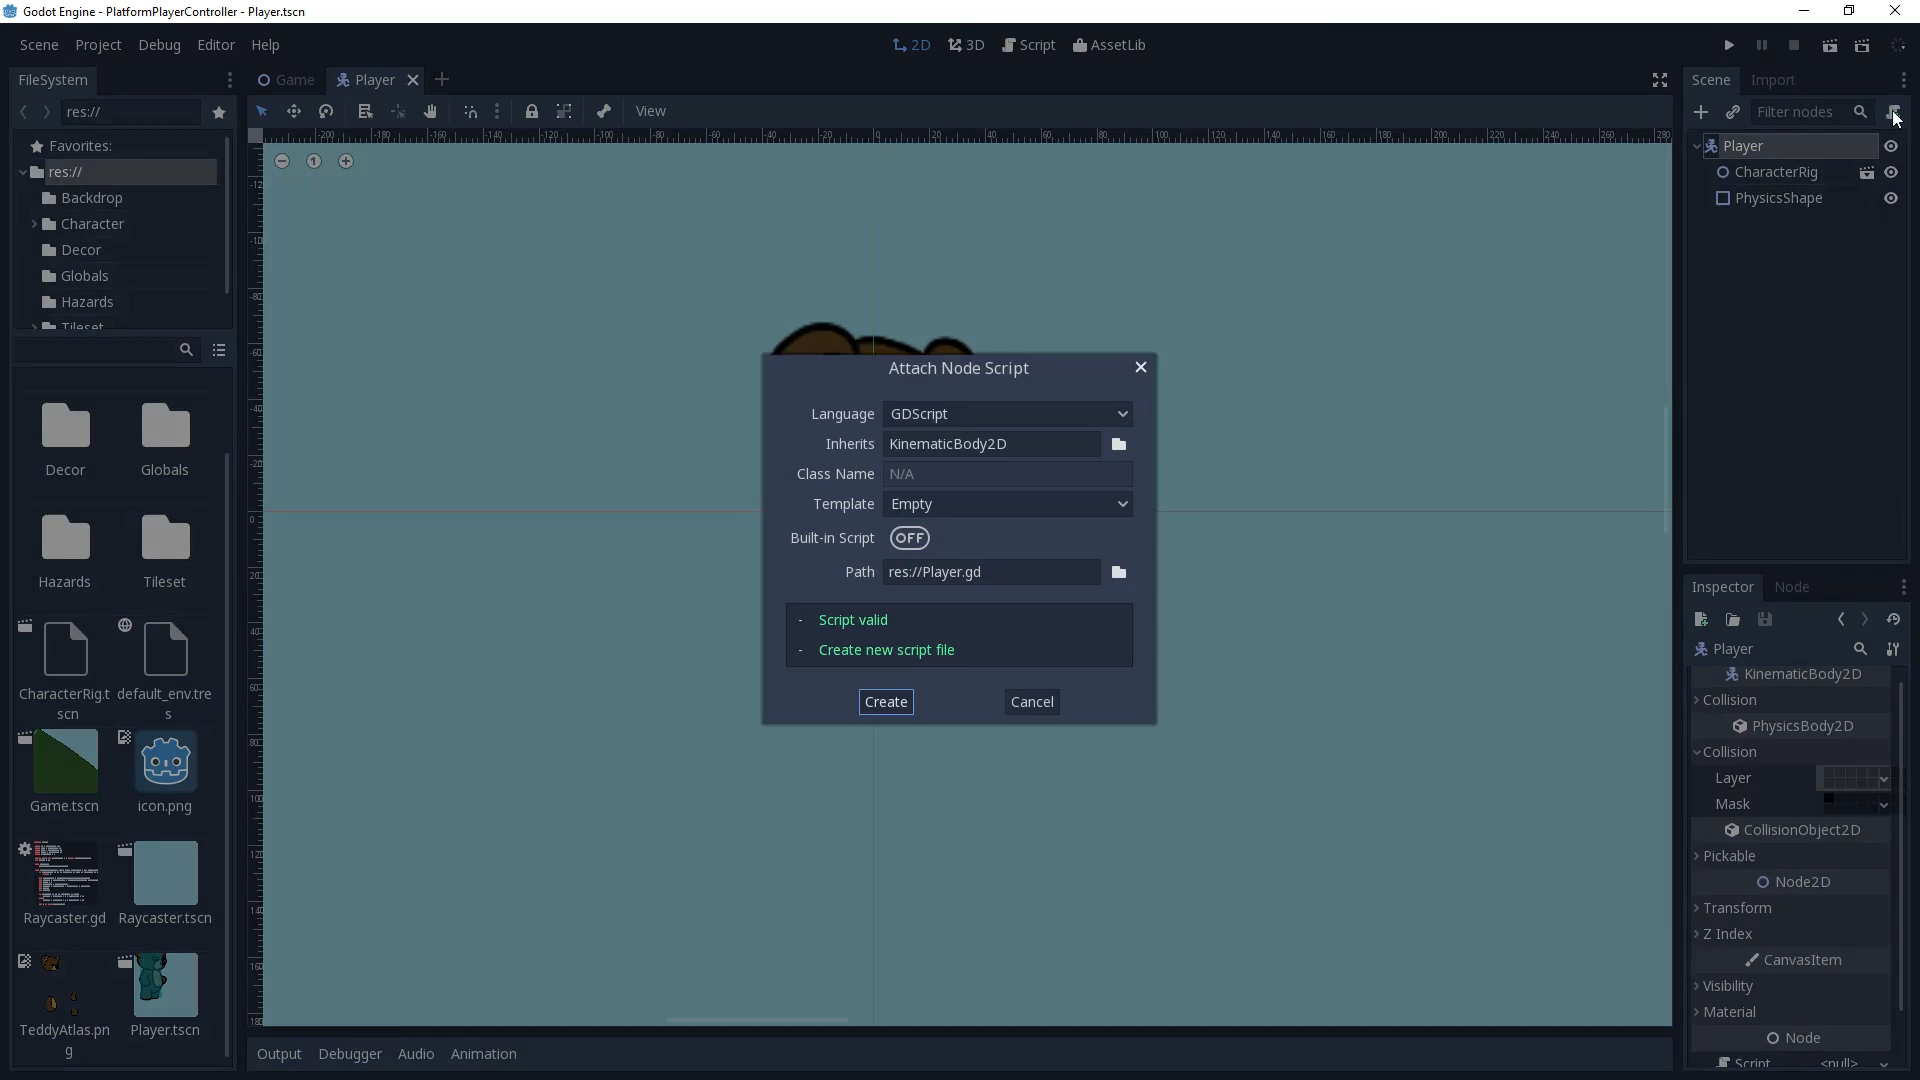 Godot Engine - PlatformPlayerController - Player.tscn
Scene Project Debug Editor Help
2D 3D Script AssetLib
FileSystem
Game Player
Scene Import
res://
View
Filter nodes
Favorites:
res://
Backdrop
Character
Decor
Globals
Hazards
Tileset
Player
CharacterRig
PhysicsShape
Decor
Globals
Hazards
Tileset
CharacterRig.t
scn
default_env.tre
s
Game.tscn
icon.png
Raycaster.gd
Raycaster.tscn
TeddyAtlas.pn
g
Player.tscn
Attach Node Script
Language GDScript
Inherits KinematicBody2D
Class Name N/A
Template Empty
Built-in Script OFF
Path res://Player.gd
- Script valid
- Create new script file
Create Cancel
Inspector Node
Player
KinematicBody2D
Collision
PhysicsBody2D
Collision
Layer
Mask
CollisionObject2D
Pickable
Node2D
Transform
Z Index
CanvasItem
Visibility
Material
Node
Script <null>
Output Debugger Audio Animation